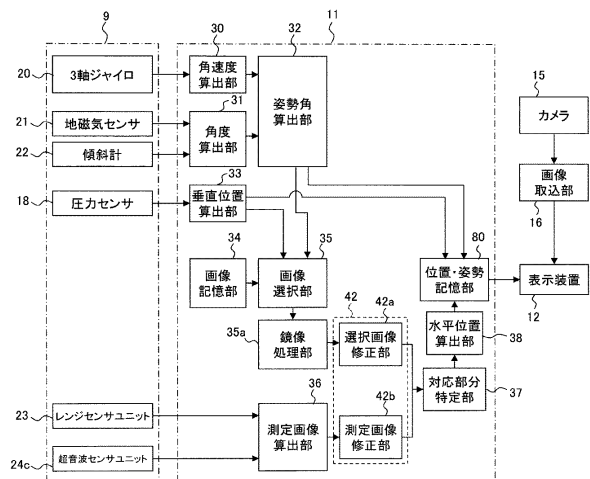 9
11
20
3軸ジャイロ
21
地磁気センサ
22
傾斜計
18
圧力センサ
23
レンジセンサユニット
24c
超音波センサユニット
30
角速度
算出部
31
角度
算出部
32
姿勢角
算出部
33
垂直位置
算出部
34
画像
記憶部
35
画像
選択部
35a
鏡像
処理部
36
測定画像
算出部
42
42a
選択画像
修正部
42b
測定画像
修正部
80
位置・姿勢
記憶部
水平位置
算出部
38
対応部分
特定部
37
15
カメラ
画像
取込部
16
表示装置
12